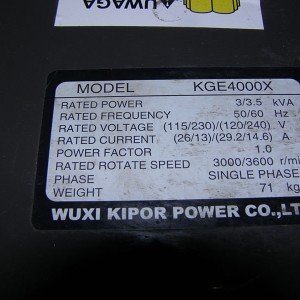 UWAGA
MODEL KGE4000X
RATED POWER 3/3.5 kVA
RATED FREQUENCY 50/60 Hz
RATED VOLTAGE (115/230)/(120/240) V
RATED CURRENT (26/13)/(29.2/14.6) A
POWER FACTOR 1.0
RATED ROTATE SPEED 3000/3600 r/mi
PHASE SINGLE PHASE
WEIGHT 71 kg
WUXI KIPOR POWER CO.,LT